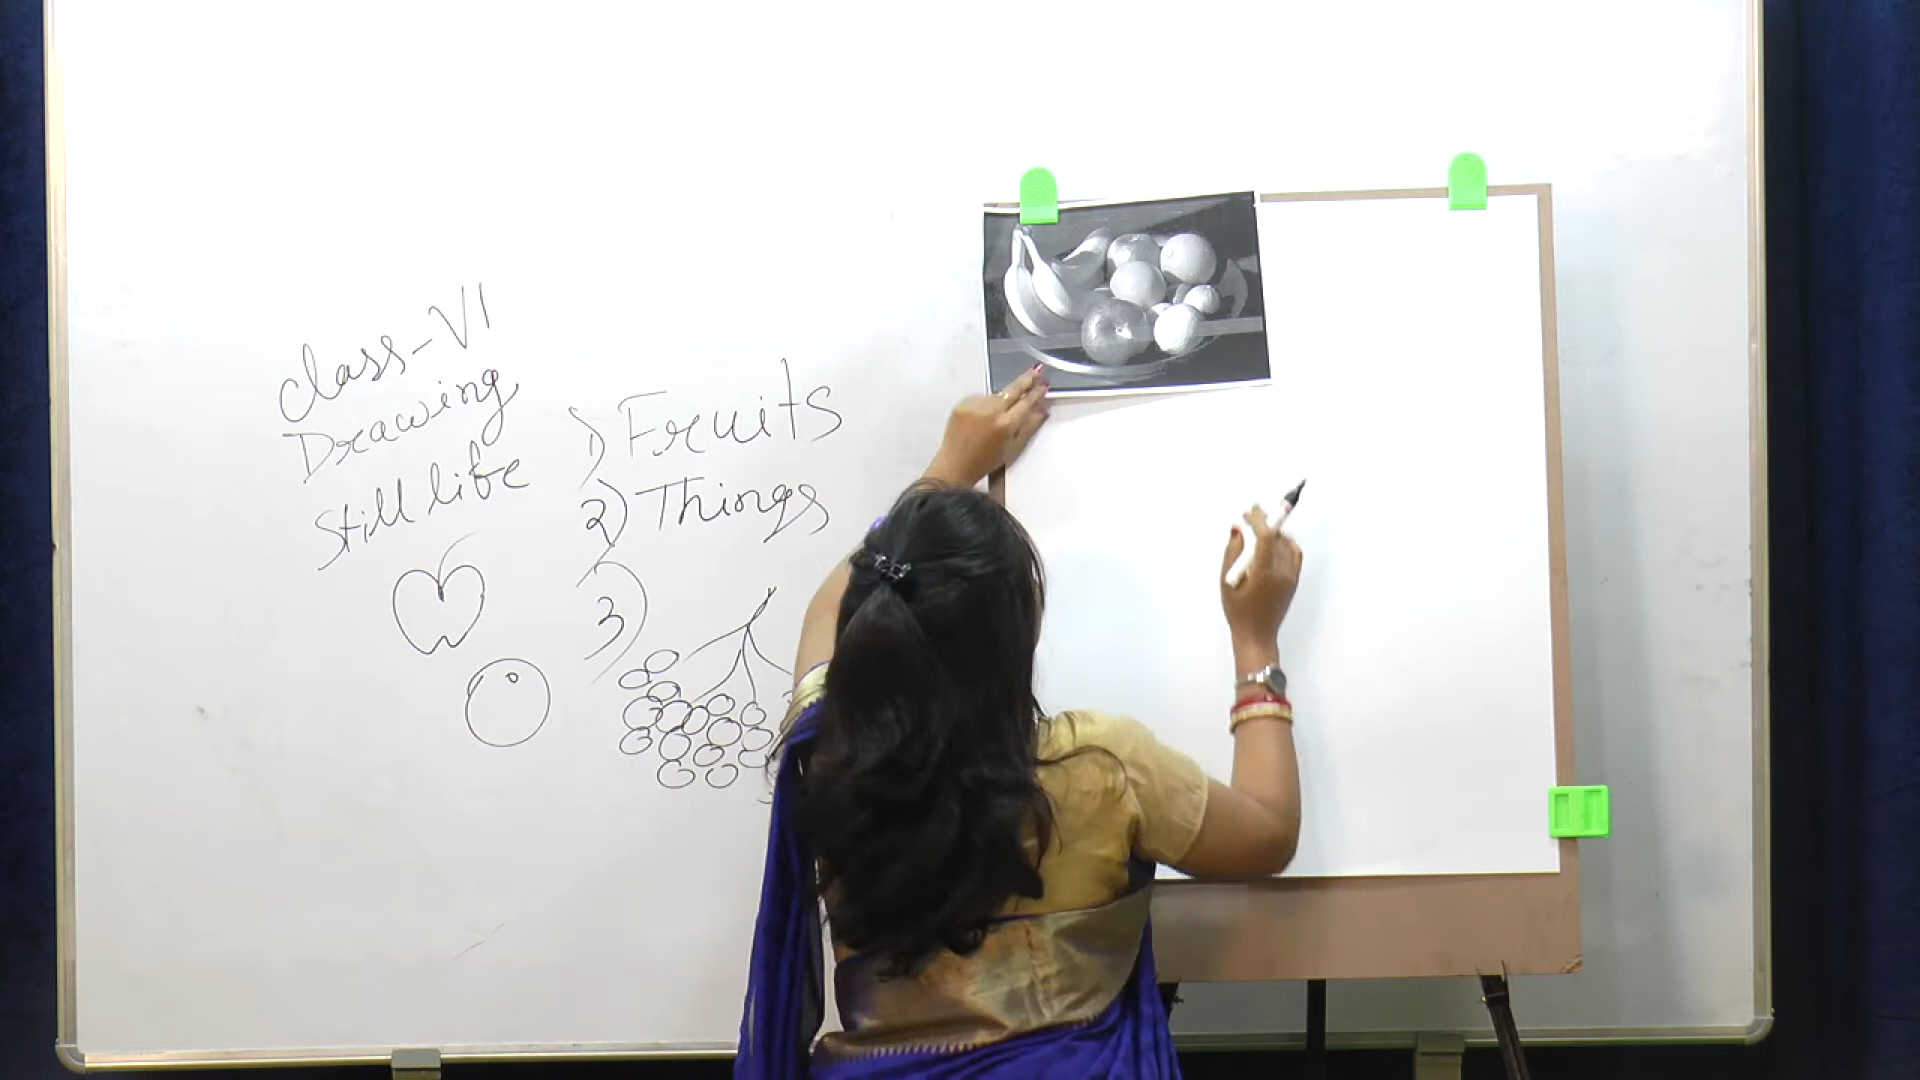 class-VI
Drawing
Still life
1) Fruits
2) Things
3)